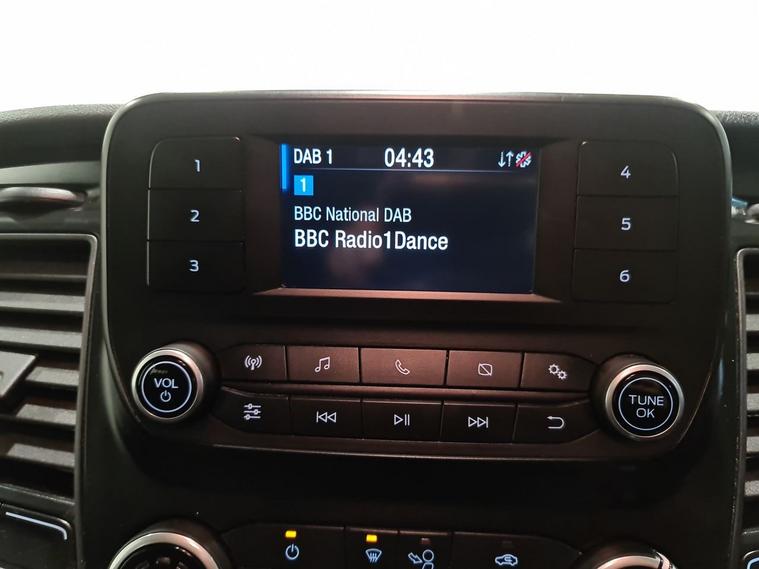 DAB 1 04:43
1
BBC National DAB
BBC Radio1Dance
1
2
3
4
5
6
VOL
TUNE
OK